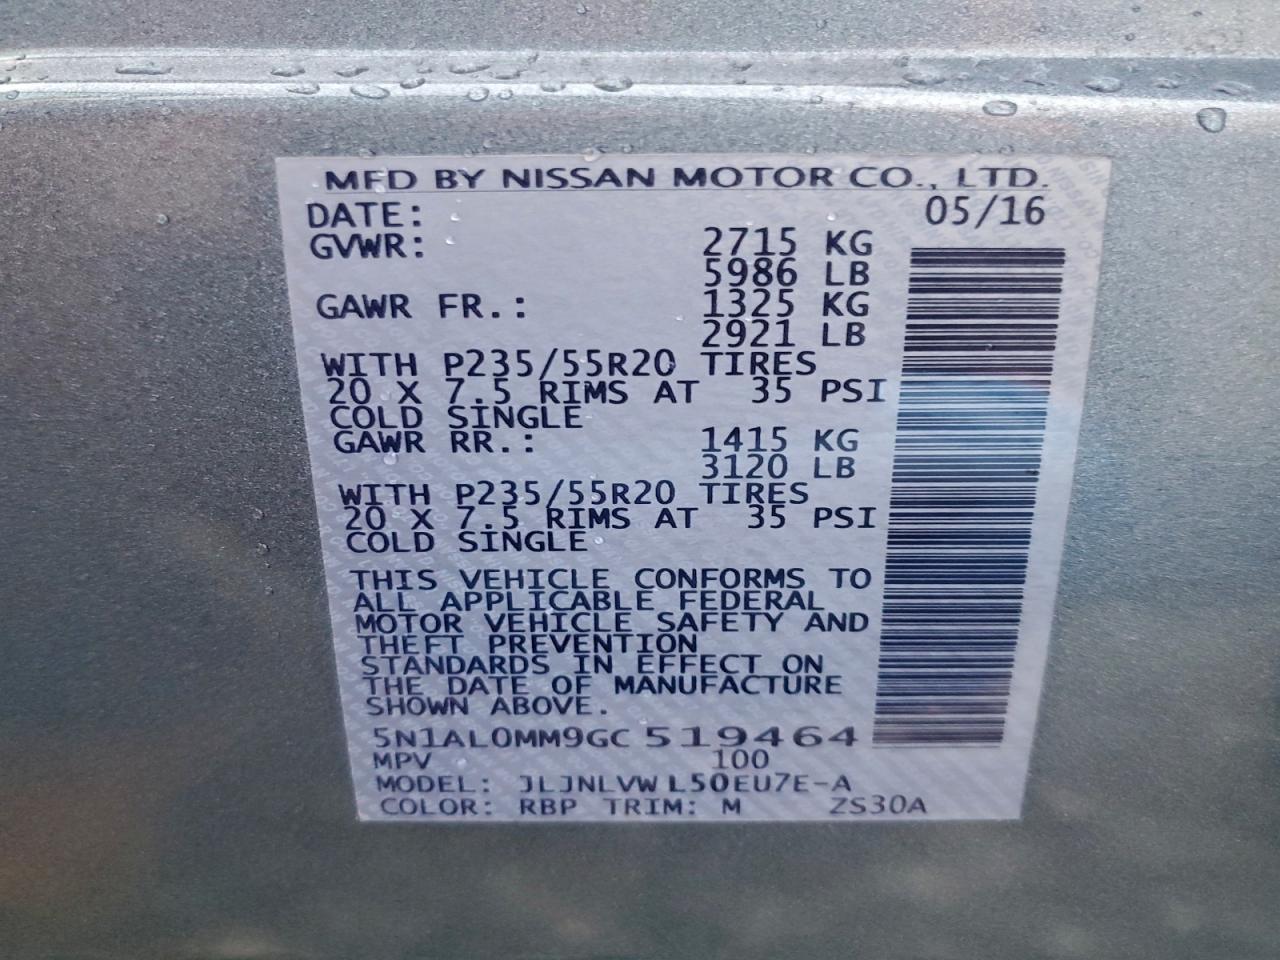 MFD BY NISSAN MOTOR CO., LTD.
DATE: 05/16
GVWR: 2715 KG
5986 LB
GAWR FR.: 1325 KG
2921 LB
WITH P235/55R20 TIRES
20 X 7.5 RIMS AT 35 PSI
COLD SINGLE
GAWR RR.: 1415 KG
3120 LB
WITH P235/55R20 TIRES
20 X 7.5 RIMS AT 35 PSI
COLD SINGLE
THIS VEHICLE CONFORMS TO
ALL APPLICABLE FEDERAL
MOTOR VEHICLE SAFETY AND
THEFT PREVENTION
STANDARDS IN EFFECT ON
THE DATE OF MANUFACTURE
SHOWN ABOVE.
5N1AL0MM9GC 519464
MPV 100
MODEL: JLJNLVW L50EU7E-A
COLOR: RBP TRIM: M ZS30A